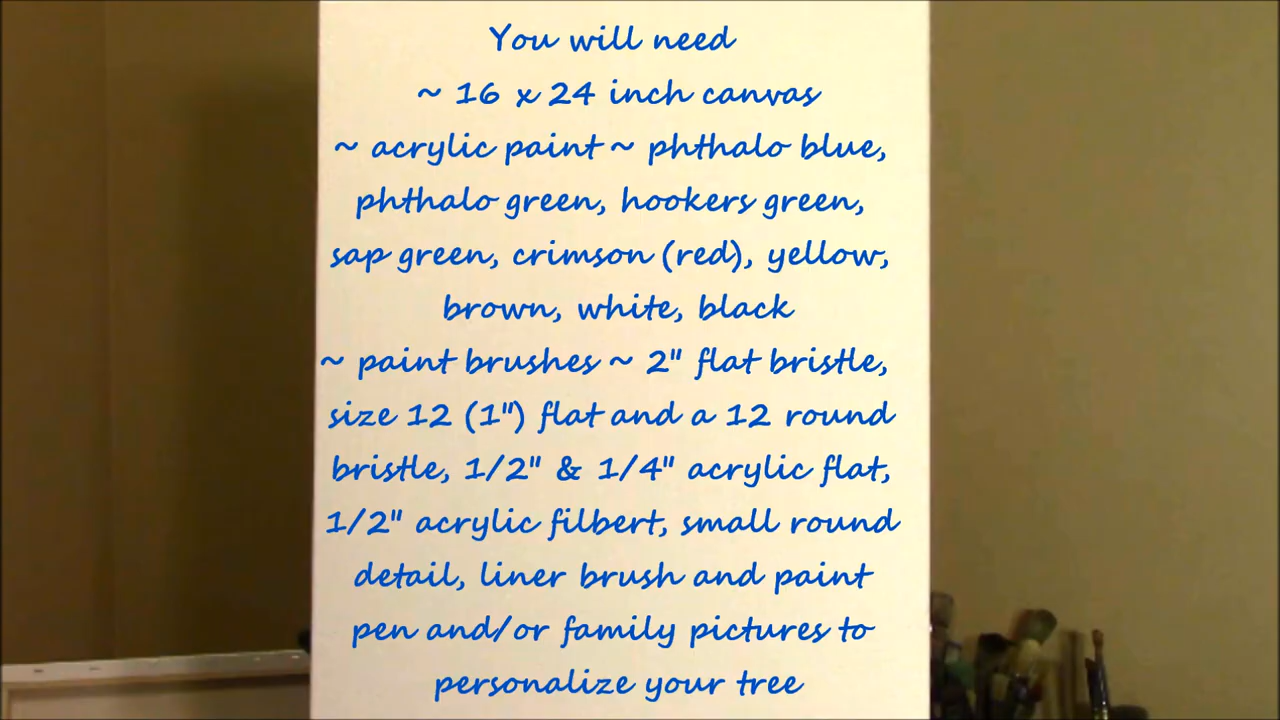 You will need
~ 16 x 24 inch canvas
~ acrylic paint ~ phthalo blue,
phthalo green, hookers green,
sap green, crimson (red), yellow,
brown, white, black
~ paint brushes ~ 2" flat bristle,
size 12 (1") flat and a 12 round
bristle, 1/2" & 1/4" acrylic flat,
1/2" acrylic filbert, small round
detail, liner brush and paint
pen and/or family pictures to
personalize your tree